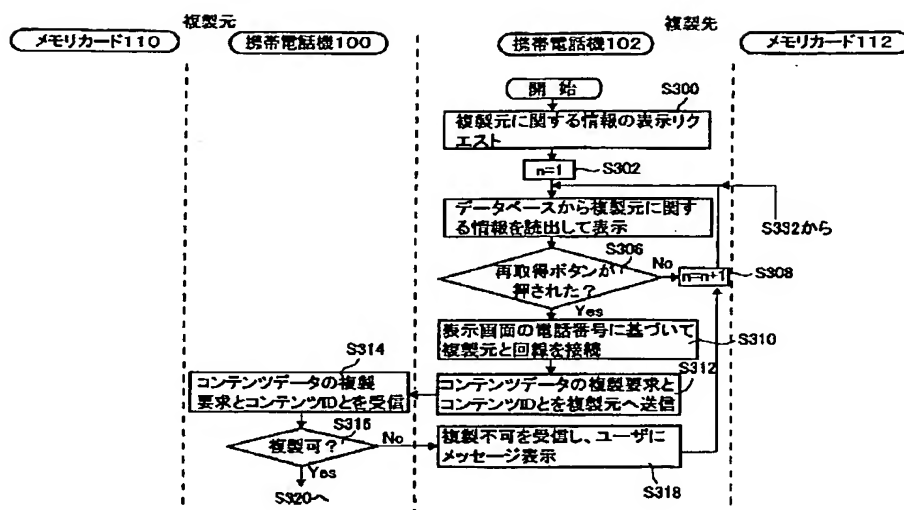 複製元
複製先
メモリカード110
携帯電話機100
携帯電話機102
メモリカード112
開始
S300
複製元に関する情報の表示リク
エスト
n=1
S302
データベースから複製元に関す
る情報を読出して表示
S332から
S306
再取得ボタンが
押された?
No
n=n+1
S308
Yes
表示画面の電話番号に基づいて
複製元と回線を接続
S310
S314
S312
コンテンツデータの複製
要求とコンテンツIDとを受信
コンテンツデータの複製要求と
コンテンツIDとを複製元へ送信
S316
複製可?
No
複製不可を受信し、ユーザに
メッセージ表示
Yes
S318
S320へ